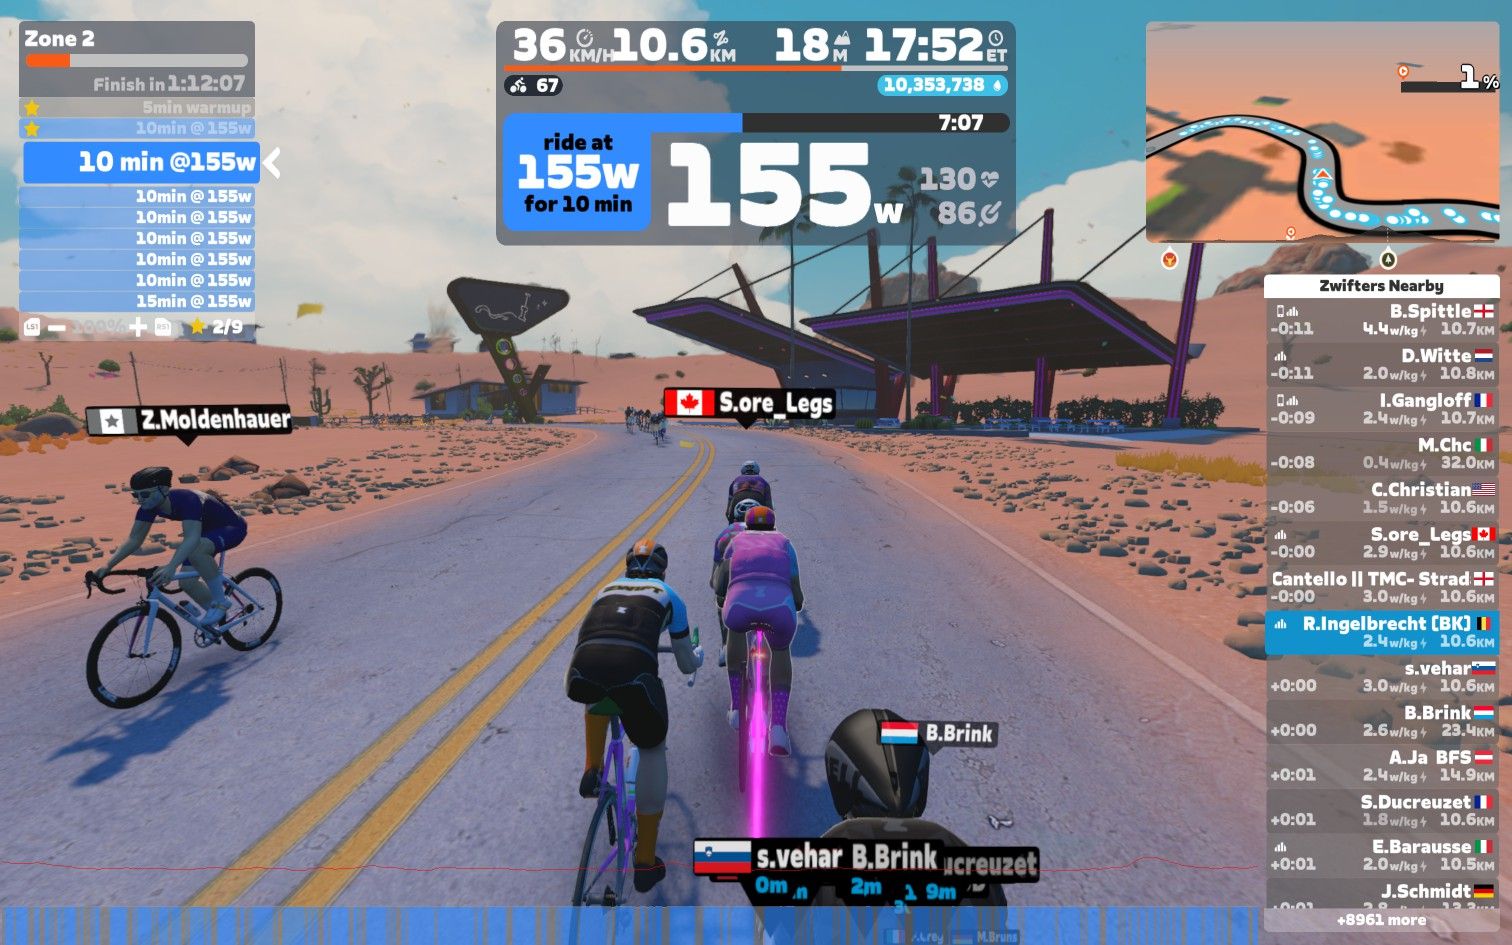 Zone 2
Finish in 1:12:07
5min warmup
10min @ 155w
10 min @155w
10min @ 155w
10min @ 155w
10min @ 155w
10min @ 155w
10min @ 155w
15min @ 155w
LS1 − 100% + RS1 2/9
36 KM/H 10.6 KM 18 M 17:52 ET
67 10,353,738
7:07
ride at
155w
for 10 min
155w
130
86
1%
Zwifters Nearby
B.Spittle
-0:11 4.4w/kg 10.7KM
D.Witte
-0:11 2.0w/kg 10.8KM
I.Gangloff
-0:09 2.4w/kg 10.7KM
M.Chc
-0:08 0.4w/kg 32.0KM
C.Christian
-0:06 1.5w/kg 10.6KM
S.ore_Legs
-0:00 2.9w/kg 10.6KM
Cantello || TMC- Strad
-0:00 3.0w/kg 10.6KM
R.Ingelbrecht (BK)
2.4w/kg 10.6KM
s.vehar
+0:00 3.0w/kg 10.6KM
B.Brink
+0:00 2.6w/kg 23.4KM
A.Ja BFS
+0:01 2.4w/kg 14.9KM
S.Ducreuzet
+0:01 1.8w/kg 10.6KM
E.Barausse
+0:01 2.0w/kg 10.5KM
J.Schmidt
+8961 more
Z.Moldenhauer
S.ore_Legs
B.Brink
s.vehar B.Brink ucreuzet
0m 2m 9m
M.Bruns